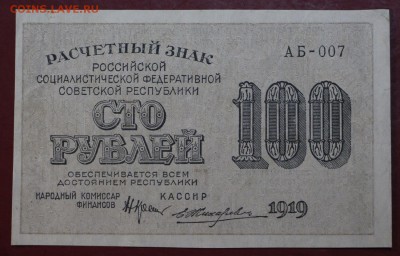 COINS.LAVE.RU
РАСЧЕТНЫЙ ЗНАК
РОССИЙСКОЙ
СОЦИАЛИСТИЧЕСКОЙ ФЕДЕРАТИВНОЙ
СОВЕТСКОЙ РЕСПУБЛИКИ
АБ-007
СТО
РУБЛЕЙ
100
ОБЕСПЕЧИВАЕТСЯ ВСЕМ
ДОСТОЯНИЕМ РЕСПУБЛИКИ
НАРОДНЫЙ КОМИССАР
ФИНАНСОВ
КАССИР
1919